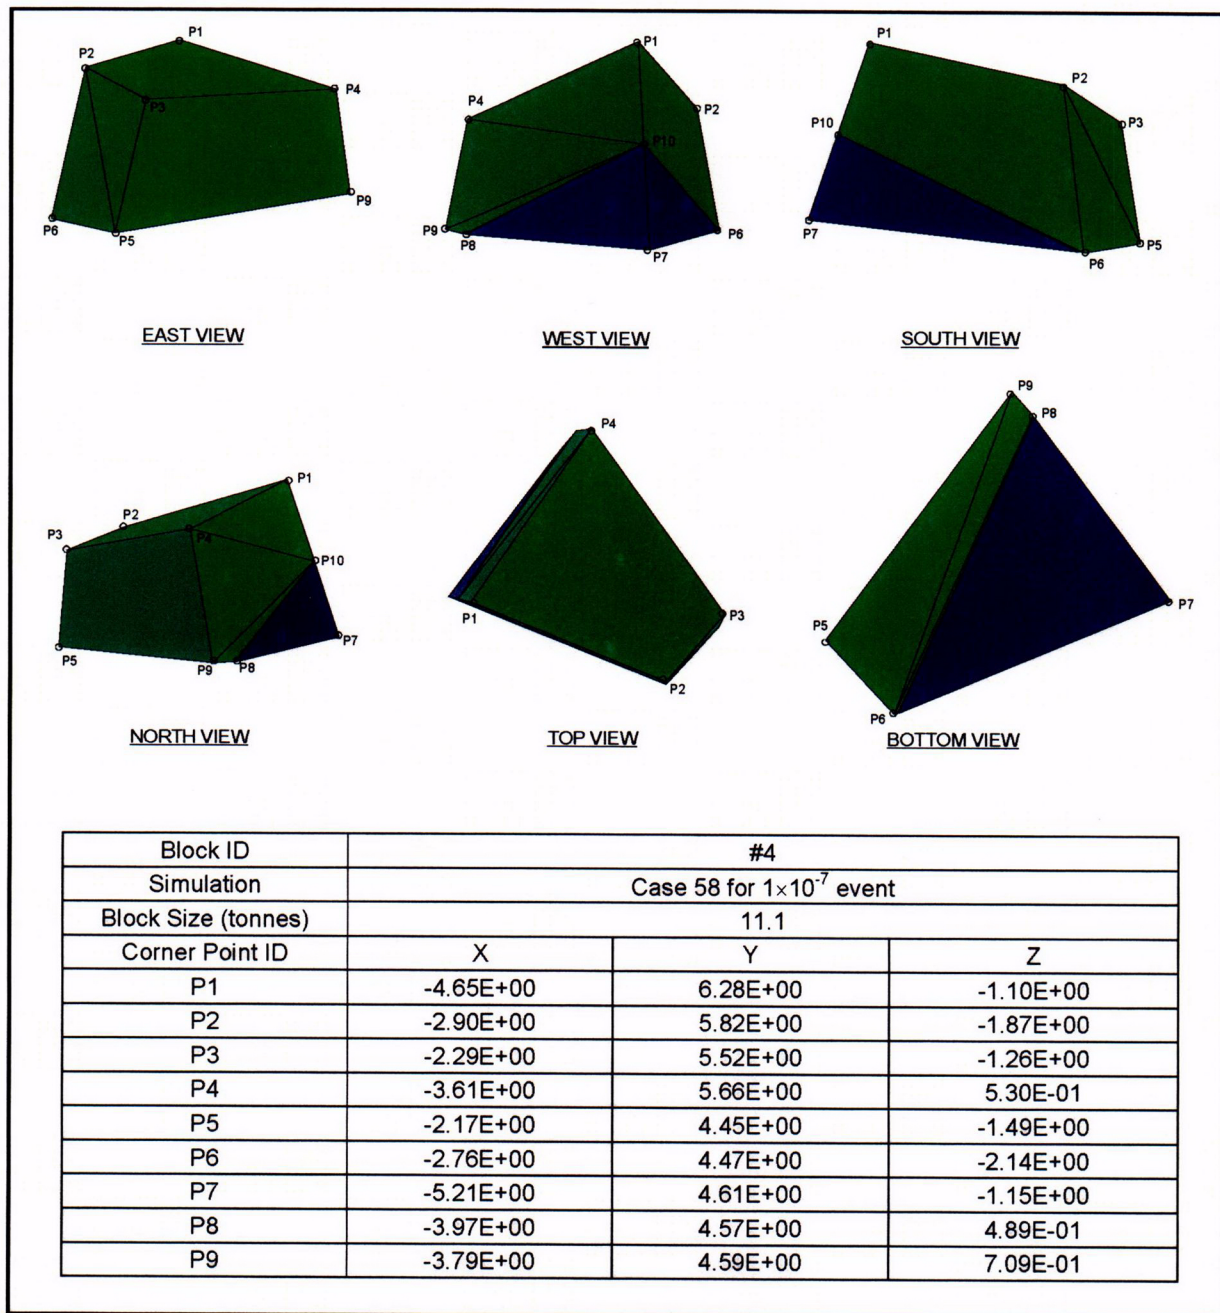 P1
P2
P3
P4
P5
P6
P9
EAST VIEW
P1
P4
P2
P10
P9
P8
P7
P6
WEST VIEW
P1
P2
P10
P3
P7
P6
P5
SOUTH VIEW
P1
P2
P3
P4
P10
P7
P5
P9
P8
NORTH VIEW
P4
P1
P3
P2
TOP VIEW
P9
P8
P5
P7
P6
BOTTOM VIEW
Block ID #4
Simulation Case 58 for 1×10⁻⁷ event
Block Size (tonnes) 11.1
Corner Point ID X Y Z
P1 -4.65E+00 6.28E+00 -1.10E+00
P2 -2.90E+00 5.82E+00 -1.87E+00
P3 -2.29E+00 5.52E+00 -1.26E+00
P4 -3.61E+00 5.66E+00 5.30E-01
P5 -2.17E+00 4.45E+00 -1.49E+00
P6 -2.76E+00 4.47E+00 -2.14E+00
P7 -5.21E+00 4.61E+00 -1.15E+00
P8 -3.97E+00 4.57E+00 4.89E-01
P9 -3.79E+00 4.59E+00 7.09E-01